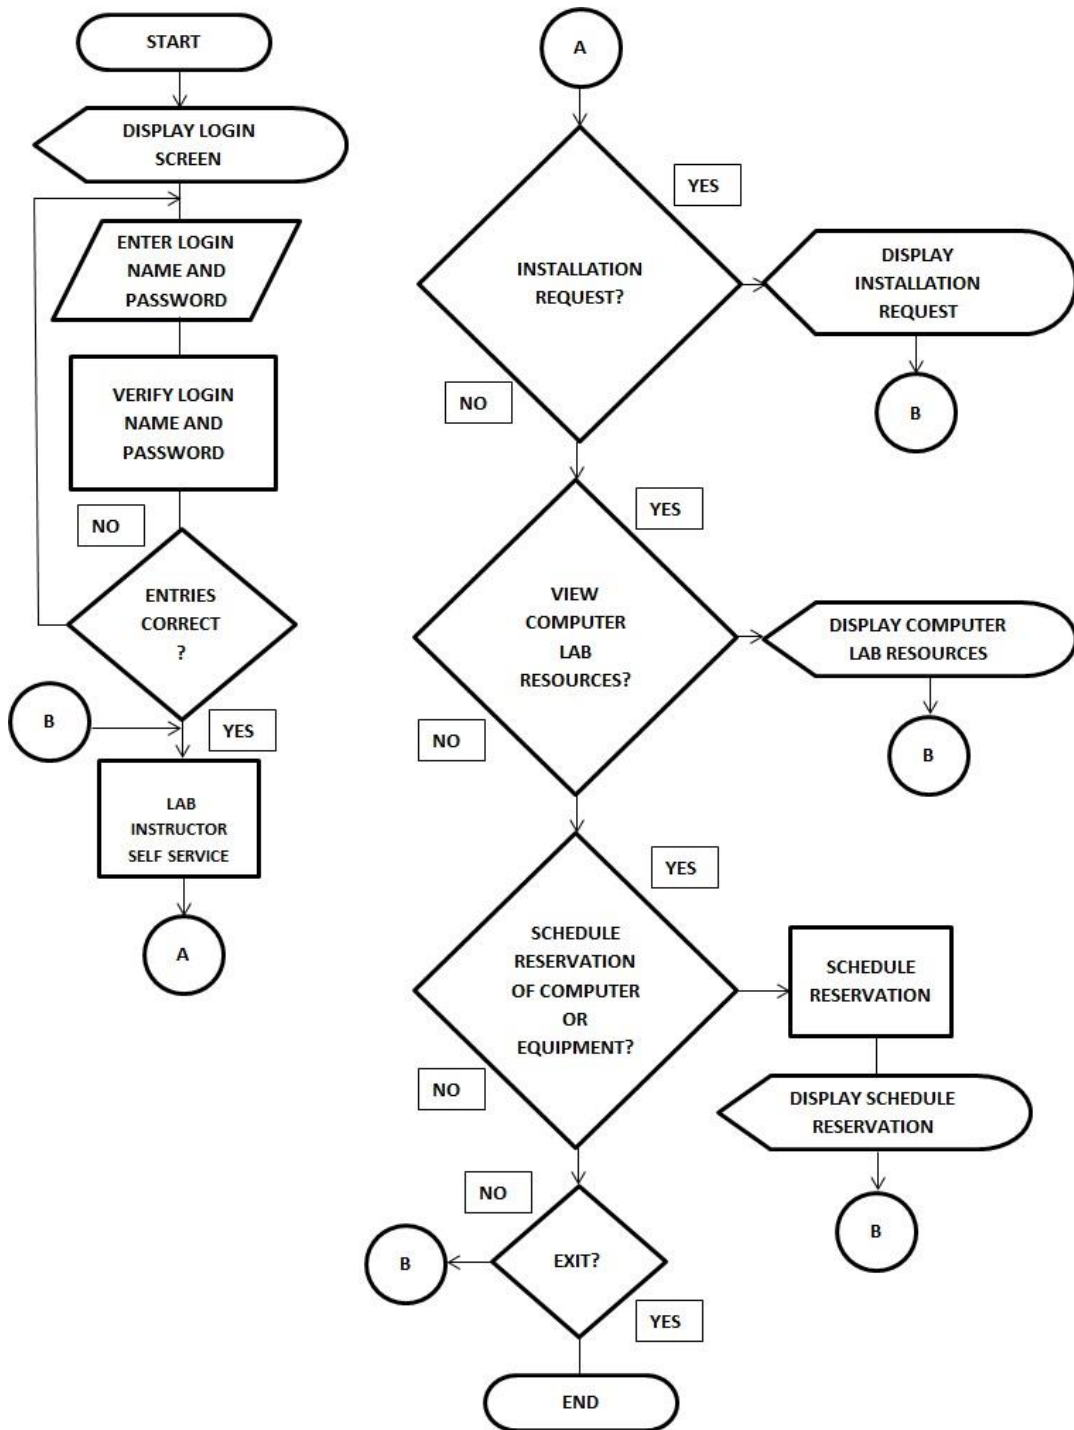 START
DISPLAY LOGIN
SCREEN
ENTER LOGIN
NAME AND
PASSWORD
VERIFY LOGIN
NAME AND
PASSWORD
NO
ENTRIES
CORRECT
?
B
YES
LAB
INSTRUCTOR
SELF SERVICE
A
A
YES
INSTALLATION
REQUEST?
DISPLAY
INSTALLATION
REQUEST
NO
B
YES
VIEW
COMPUTER
LAB
RESOURCES?
DISPLAY COMPUTER
LAB RESOURCES
NO
B
YES
SCHEDULE
RESERVATION
OF COMPUTER
OR
EQUIPMENT?
SCHEDULE
RESERVATION
NO
DISPLAY SCHEDULE
RESERVATION
B
NO
B
EXIT?
YES
END